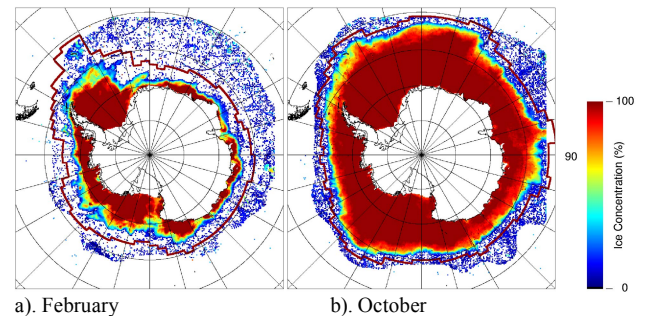 100
90
Ice Concentration (%)
0
a). February
b). October